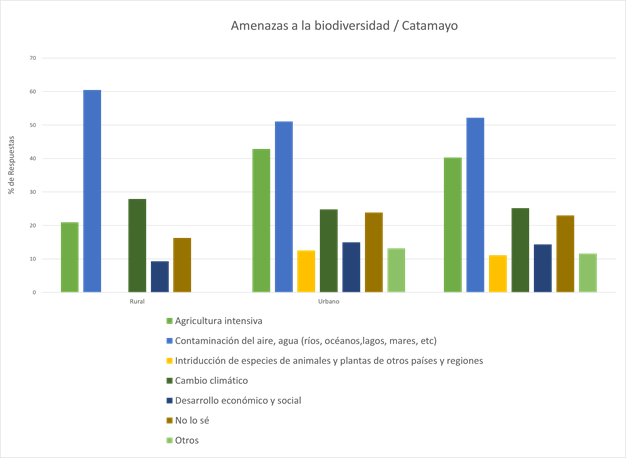 Amenazas a la biodiversidad / Catamayo
% de Respuestas
70
60
50
40
30
20
10
0
Rural
Urbano
Agricultura intensiva
Contaminación del aire, agua (ríos, océanos,lagos, mares, etc)
Intriducción de especies de animales y plantas de otros países y regiones
Cambio climático
Desarrollo económico y social
No lo sé
Otros